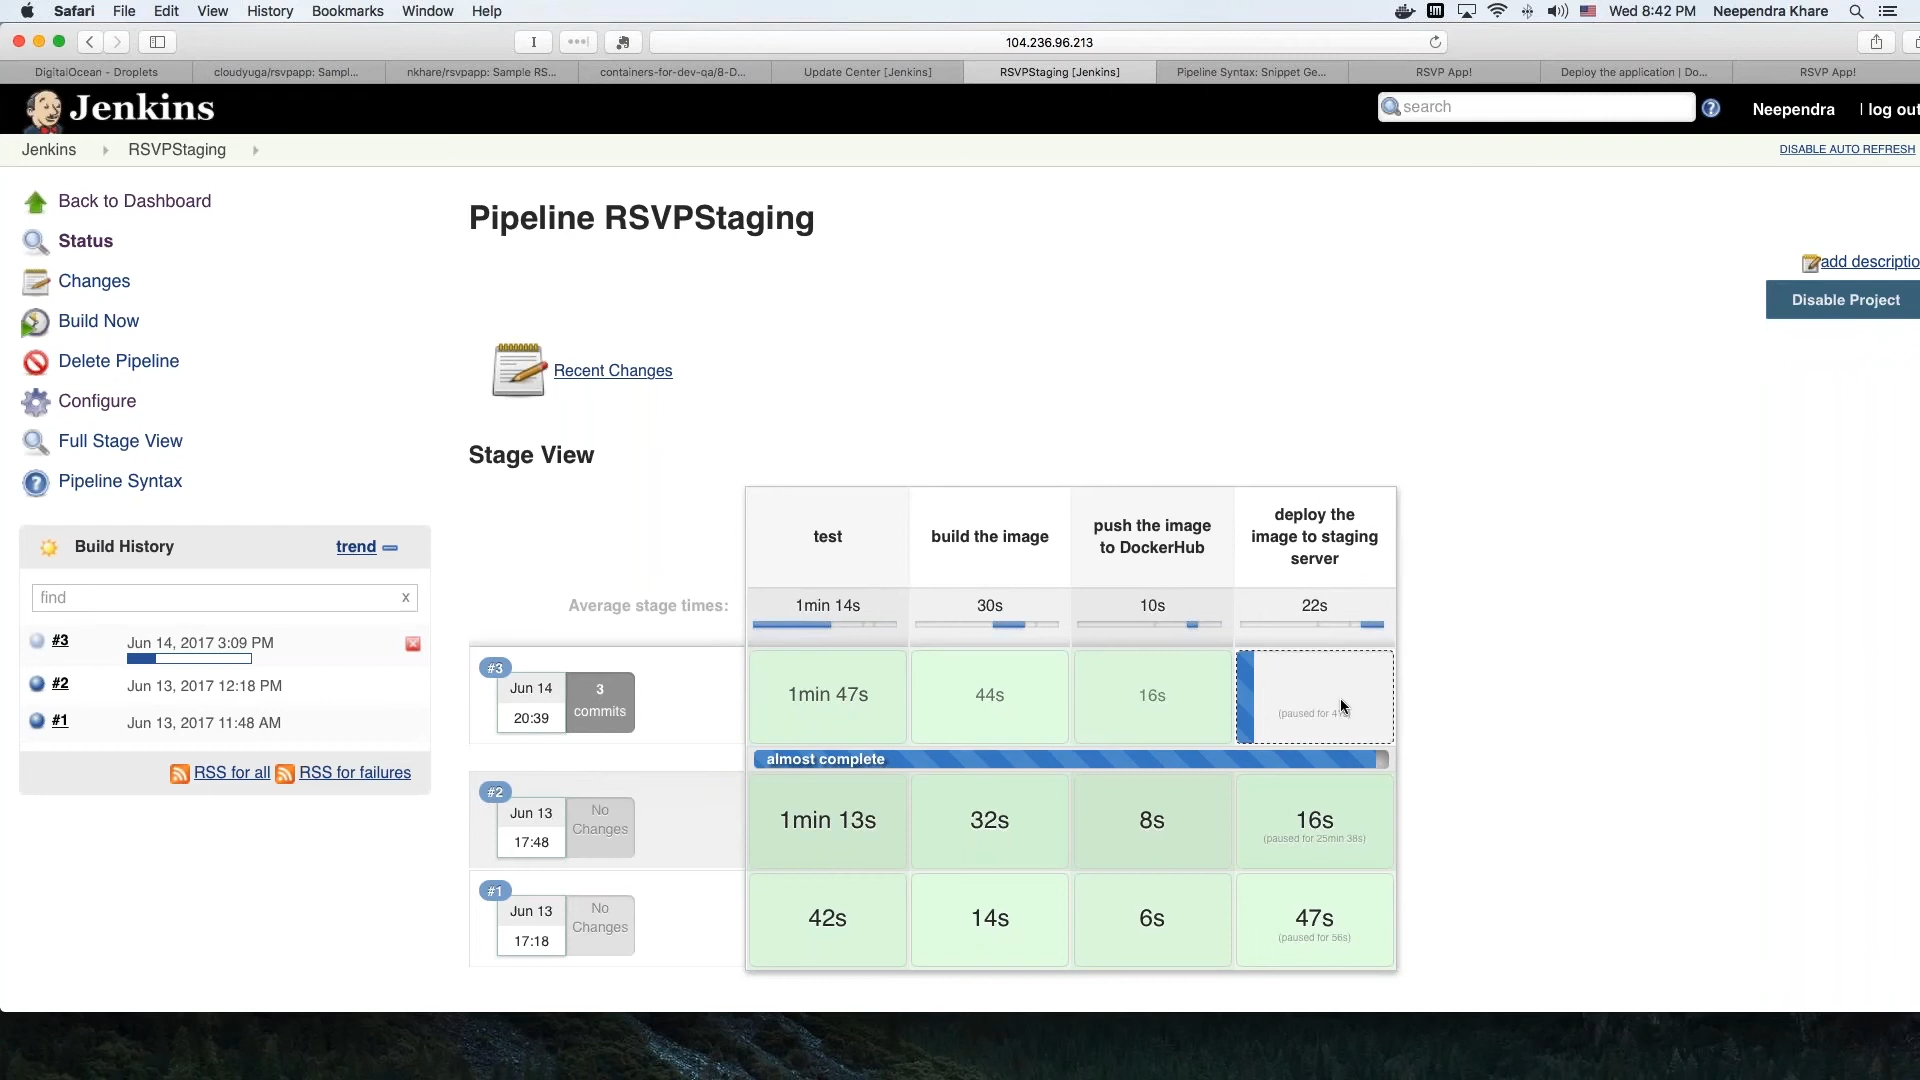 Safari File Edit View History Bookmarks Window Help Wed 8:42 PM Neependra Khare
104.236.96.213
DigitalOcean - Droplets cloudyuga/rsvpapp: Sampl... nkhare/rsvpapp: Sample RS... containers-for-dev-qa/8-D... Update Center [Jenkins] RSVPStaging [Jenkins] Pipeline Syntax: Snippet Ge... RSVP App! Deploy the application | Do... RSVP App!
Jenkins search Neependra | log out
Jenkins RSVPStaging DISABLE AUTO REFRESH
Back to Dashboard
Status
Changes
Build Now
Delete Pipeline
Configure
Full Stage View
Pipeline Syntax
Build History trend
find x
#3 Jun 14, 2017 3:09 PM
#2 Jun 13, 2017 12:18 PM
#1 Jun 13, 2017 11:48 AM
RSS for all RSS for failures
Pipeline RSVPStaging
add descriptio
Disable Project
Recent Changes
Stage View
test
build the image
push the image
to DockerHub
deploy the
image to staging
server
Average stage times: 1min 14s 30s 10s 22s
#3
Jun 14
20:39
3
commits
1min 47s 44s 16s
(paused for
almost complete
#2
Jun 13
17:48
No
Changes
1min 13s 32s 8s 16s
(paused for 25min 38s)
#1
Jun 13
17:18
No
Changes
42s 14s 6s 47s
(paused for 56s)